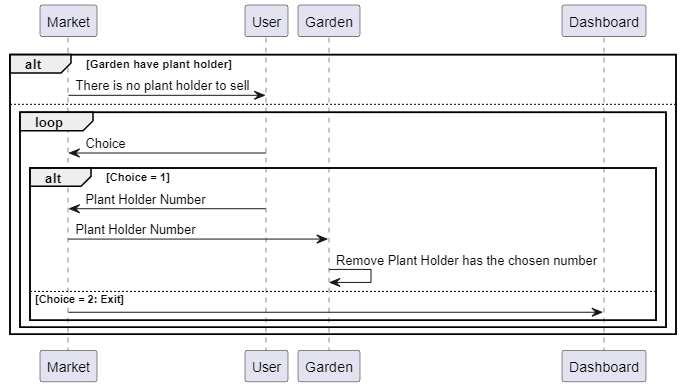 Market User Garden Dashboard
alt [Garden have plant holder]
There is no plant holder to sell
loop
Choice
alt [Choice = 1]
Plant Holder Number
Plant Holder Number
Remove Plant Holder has the chosen number
[Choice = 2: Exit]
Market User Garden Dashboard